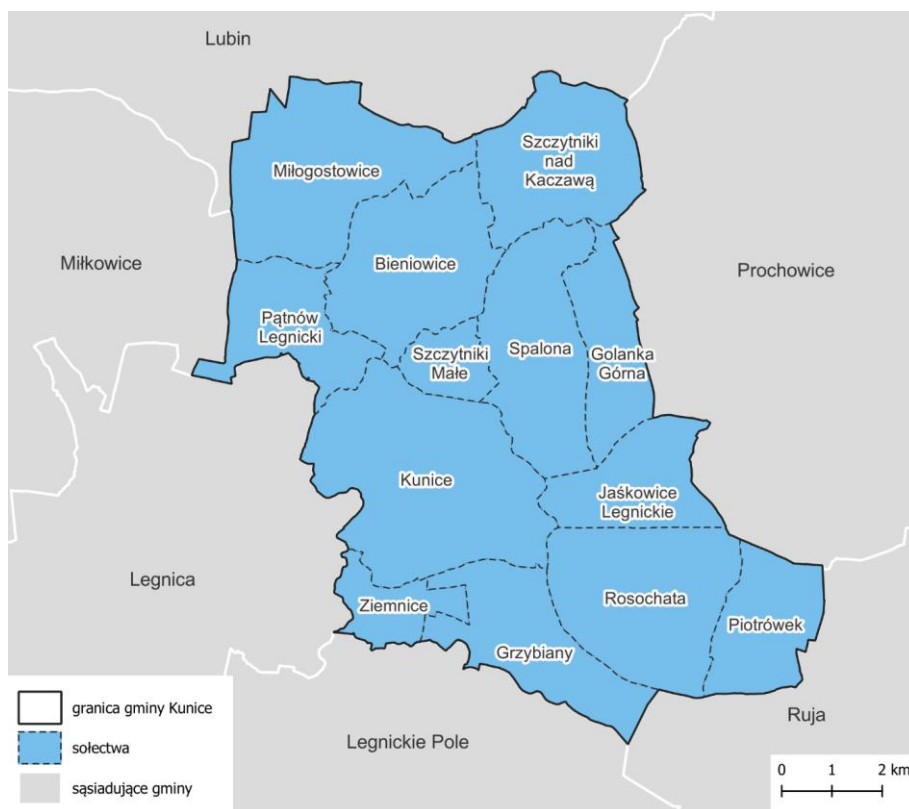 Lubin
Szczytniki
nad
Kaczawą
Miłogostowice
Miłkowice
Bieniowice
Prochowice
Pątnów
Legnicki
Szczytniki
Małe
Spalona
Golanka
Górna
Kunice
Jaśkowice
Legnickie
Legnica
Ziemnice
Rosochata
Piotrówek
Grzybiany
Ruja
Legnickie Pole
granica gminy Kunice
sołectwa
sąsiadujące gminy
0 1 2 km